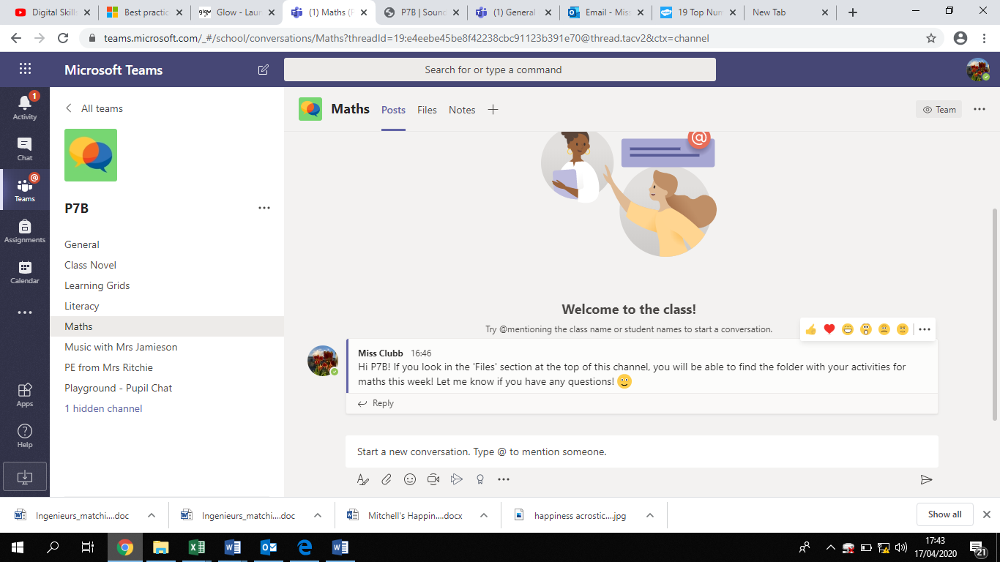 Digital Skills
Best practic
glow Glow - Laun
(1) Maths (P
P7B | Sound
(1) General
Email - Miss
19 Top Num
New Tab
teams.microsoft.com/_#/school/conversations/Maths?threadId=19:e4eebe45be8f42238cbc91123b391e70@thread.tacv2&ctx=channel
Microsoft Teams
Search for or type a command
1
Activity
Chat
@
Teams
Assignments
Calendar
Apps
Help
All teams
P7B
General
Class Novel
Learning Grids
Literacy
Maths
Music with Mrs Jamieson
PE from Mrs Ritchie
Playground - Pupil Chat
1 hidden channel
Maths Posts Files Notes
Team
@
Welcome to the class!
Try @mentioning the class name or student names to start a conversation.
Miss Clubb 16:46
Hi P7B! If you look in the 'Files' section at the top of this channel, you will be able to find the folder with your activities for
maths this week! Let me know if you have any questions!
Reply
Start a new conversation. Type @ to mention someone.
Ingenieurs_matchi....doc
Ingenieurs_matchi....doc
Mitchell's Happin....docx
happiness acrostic....jpg
Show all
17:43
17/04/2020
21